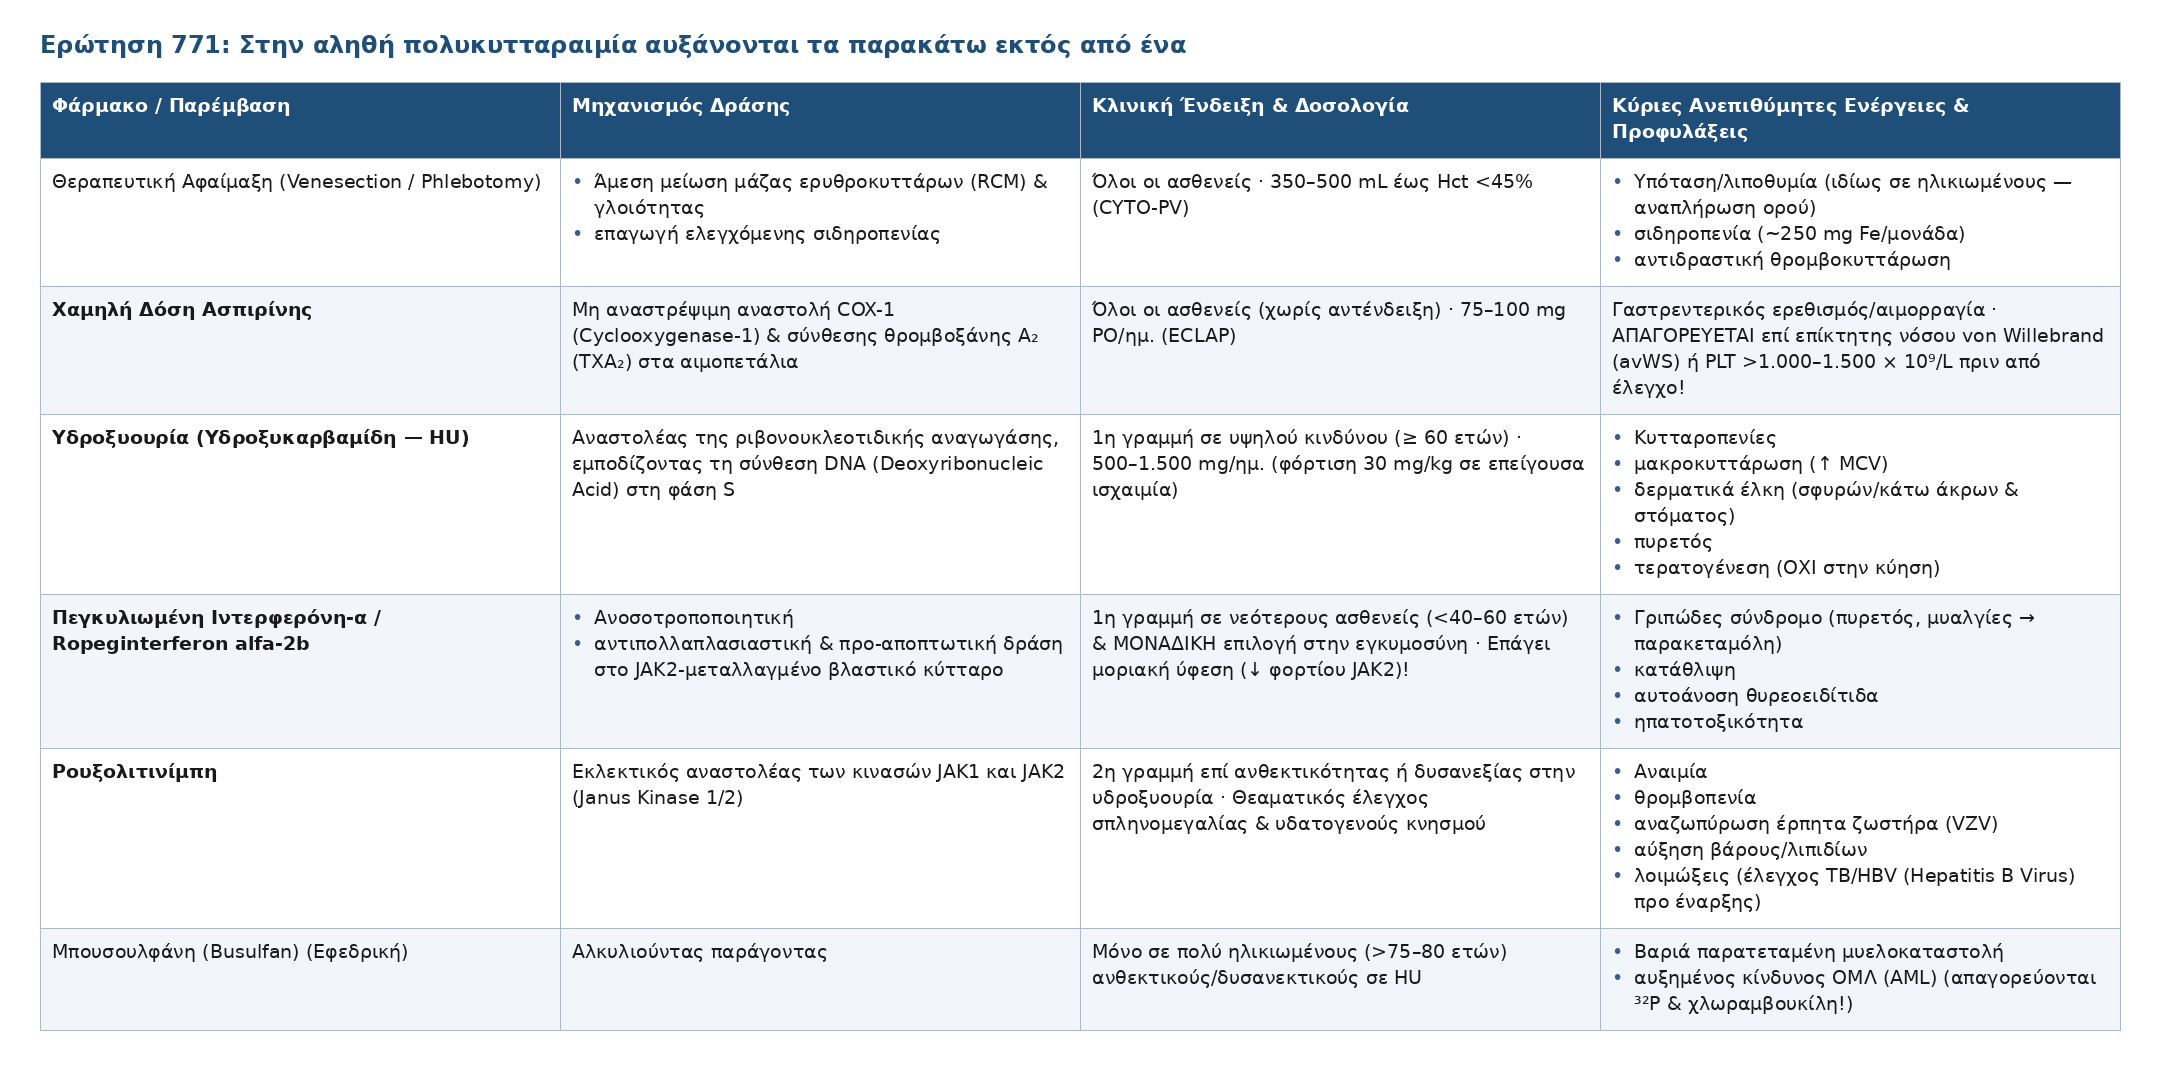 Ερώτηση 771: Στην αληθή πολυκυτταραιμία αυξάνονται τα παρακάτω εκτός από ένα
Φάρμακο / Παρέμβαση
Μηχανισμός Δράσης
Κλινική Ένδειξη & Δοσολογία
Κύριες Ανεπιθύμητες Ενέργειες &
Προφυλάξεις
Θεραπευτική Αφαίμαξη (Venesection / Phlebotomy)
• Άμεση μείωση μάζας ερυθροκυττάρων (RCM) &
γλοιότητας
• επαγωγή ελεγχόμενης σιδηροπενίας
Όλοι οι ασθενείς · 350–500 mL έως Hct <45%
(CYTO-PV)
• Υπόταση/λιποθυμία (ιδίως σε ηλικιωμένους —
αναπλήρωση ορού)
• σιδηροπενία (~250 mg Fe/μονάδα)
• αντιδραστική θρομβοκυττάρωση
Χαμηλή Δόση Ασπιρίνης
Μη αναστρέψιμη αναστολή COX-1
(Cyclooxygenase-1) & σύνθεσης θρομβοξάνης A₂
(TXA₂) στα αιμοπετάλια
Όλοι οι ασθενείς (χωρίς αντένδειξη) · 75–100 mg
PO/ημ. (ECLAP)
Γαστρεντερικός ερεθισμός/αιμορραγία ·
ΑΠΑΓΟΡΕΥΕΤΑΙ επί επίκτητης νόσου von Willebrand
(avWS) ή PLT >1.000–1.500 × 10⁹/L πριν από
έλεγχο!
Υδροξυουρία (Υδροξυκαρβαμίδη — HU)
Αναστολέας της ριβονουκλεοτιδικής αναγωγάσης,
εμποδίζοντας τη σύνθεση DNA (Deoxyribonucleic
Acid) στη φάση S
1η γραμμή σε υψηλού κινδύνου (≥ 60 ετών) ·
500–1.500 mg/ημ. (φόρτιση 30 mg/kg σε επείγουσα
ισχαιμία)
• Κυτταροπενίες
• μακροκυττάρωση (↑ MCV)
• δερματικά έλκη (σφυρών/κάτω άκρων &
στόματος)
• πυρετός
• τερατογένεση (ΟΧΙ στην κύηση)
Πεγκυλιωμένη Ιντερφερόνη-α /
Ropeginterferon alfa-2b
• Ανοσοτροποποιητική
• αντιπολλαπλασιαστική & προ-αποπτωτική δράση
στο JAK2-μεταλλαγμένο βλαστικό κύτταρο
1η γραμμή σε νεότερους ασθενείς (<40–60 ετών)
& ΜΟΝΑΔΙΚΗ επιλογή στην εγκυμοσύνη · Επάγει
μοριακή ύφεση (↓ φορτίου JAK2)!
• Γριπώδες σύνδρομο (πυρετός, μυαλγίες →
παρακεταμόλη)
• κατάθλιψη
• αυτοάνοση θυρεοειδίτιδα
• ηπατοτοξικότητα
Ρουξολιτινίμπη
Εκλεκτικός αναστολέας των κινασών JAK1 και JAK2
(Janus Kinase 1/2)
2η γραμμή επί ανθεκτικότητας ή δυσανεξίας στην
υδροξυουρία · Θεαματικός έλεγχος
σπληνομεγαλίας & υδατογενούς κνησμού
• Αναιμία
• θρομβοπενία
• αναζωπύρωση έρπητα ζωστήρα (VZV)
• αύξηση βάρους/λιπιδίων
• λοιμώξεις (έλεγχος TB/HBV (Hepatitis B Virus)
προ έναρξης)
Μπουσουλφάνη (Busulfan) (Εφεδρική)
Αλκυλιούντας παράγοντας
Μόνο σε πολύ ηλικιωμένους (>75–80 ετών)
ανθεκτικούς/δυσανεκτικούς σε HU
• Βαριά παρατεταμένη μυελοκαταστολή
• αυξημένος κίνδυνος ΟΜΛ (AML) (απαγορεύονται
³²P & χλωραμβουκίλη!)